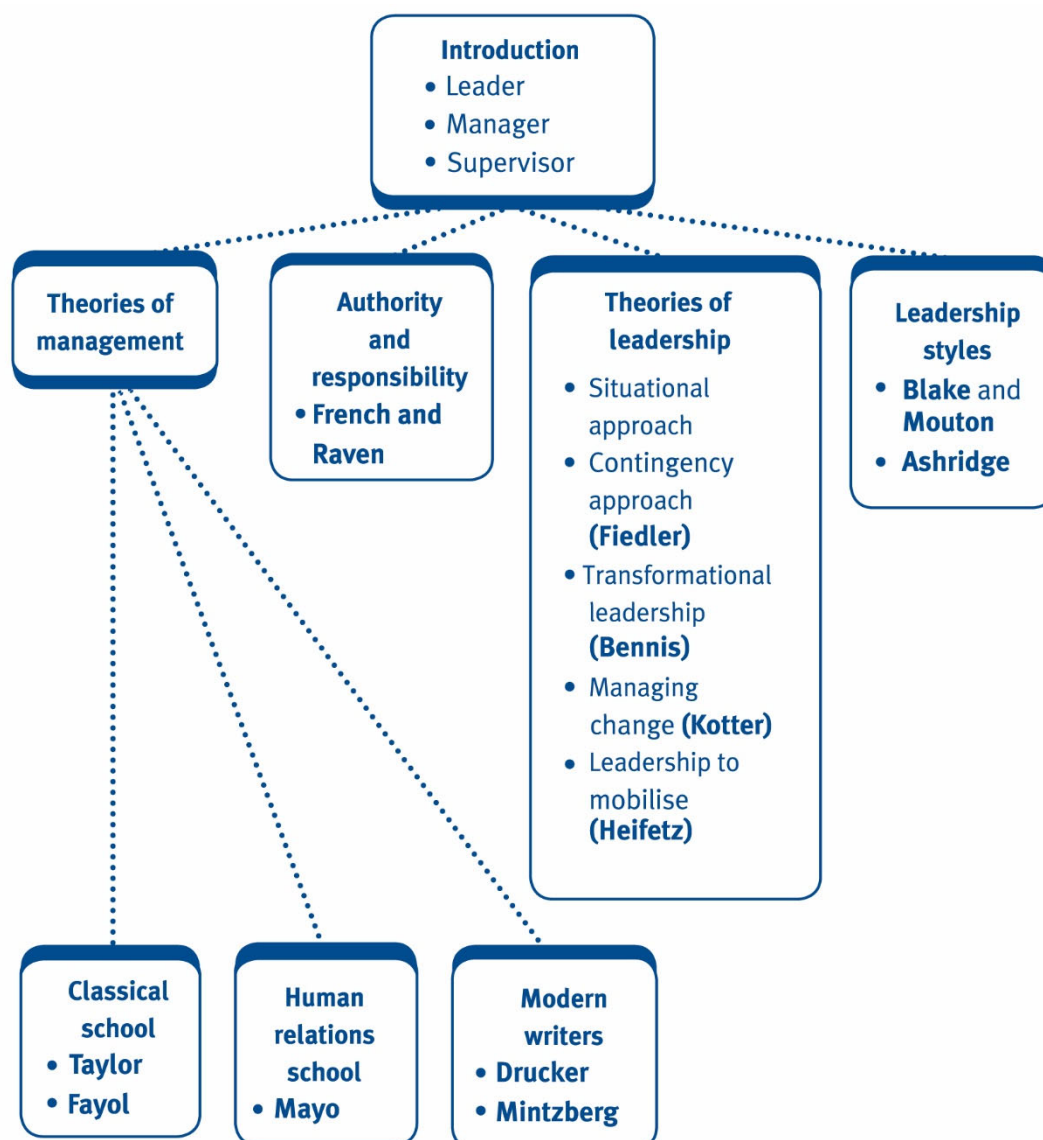 Introduction
• Leader
• Manager
• Supervisor
Theories of
management
Authority
and
responsibility
• French and
Raven
Theories of
leadership
• Situational
approach
• Contingency
approach
(Fiedler)
• Transformational
leadership
(Bennis)
• Managing
change (Kotter)
• Leadership to
mobilise
(Heifetz)
Leadership
styles
• Blake and
Mouton
• Ashridge
Classical
school
• Taylor
• Fayol
Human
relations
school
• Mayo
Modern
writers
• Drucker
• Mintzberg